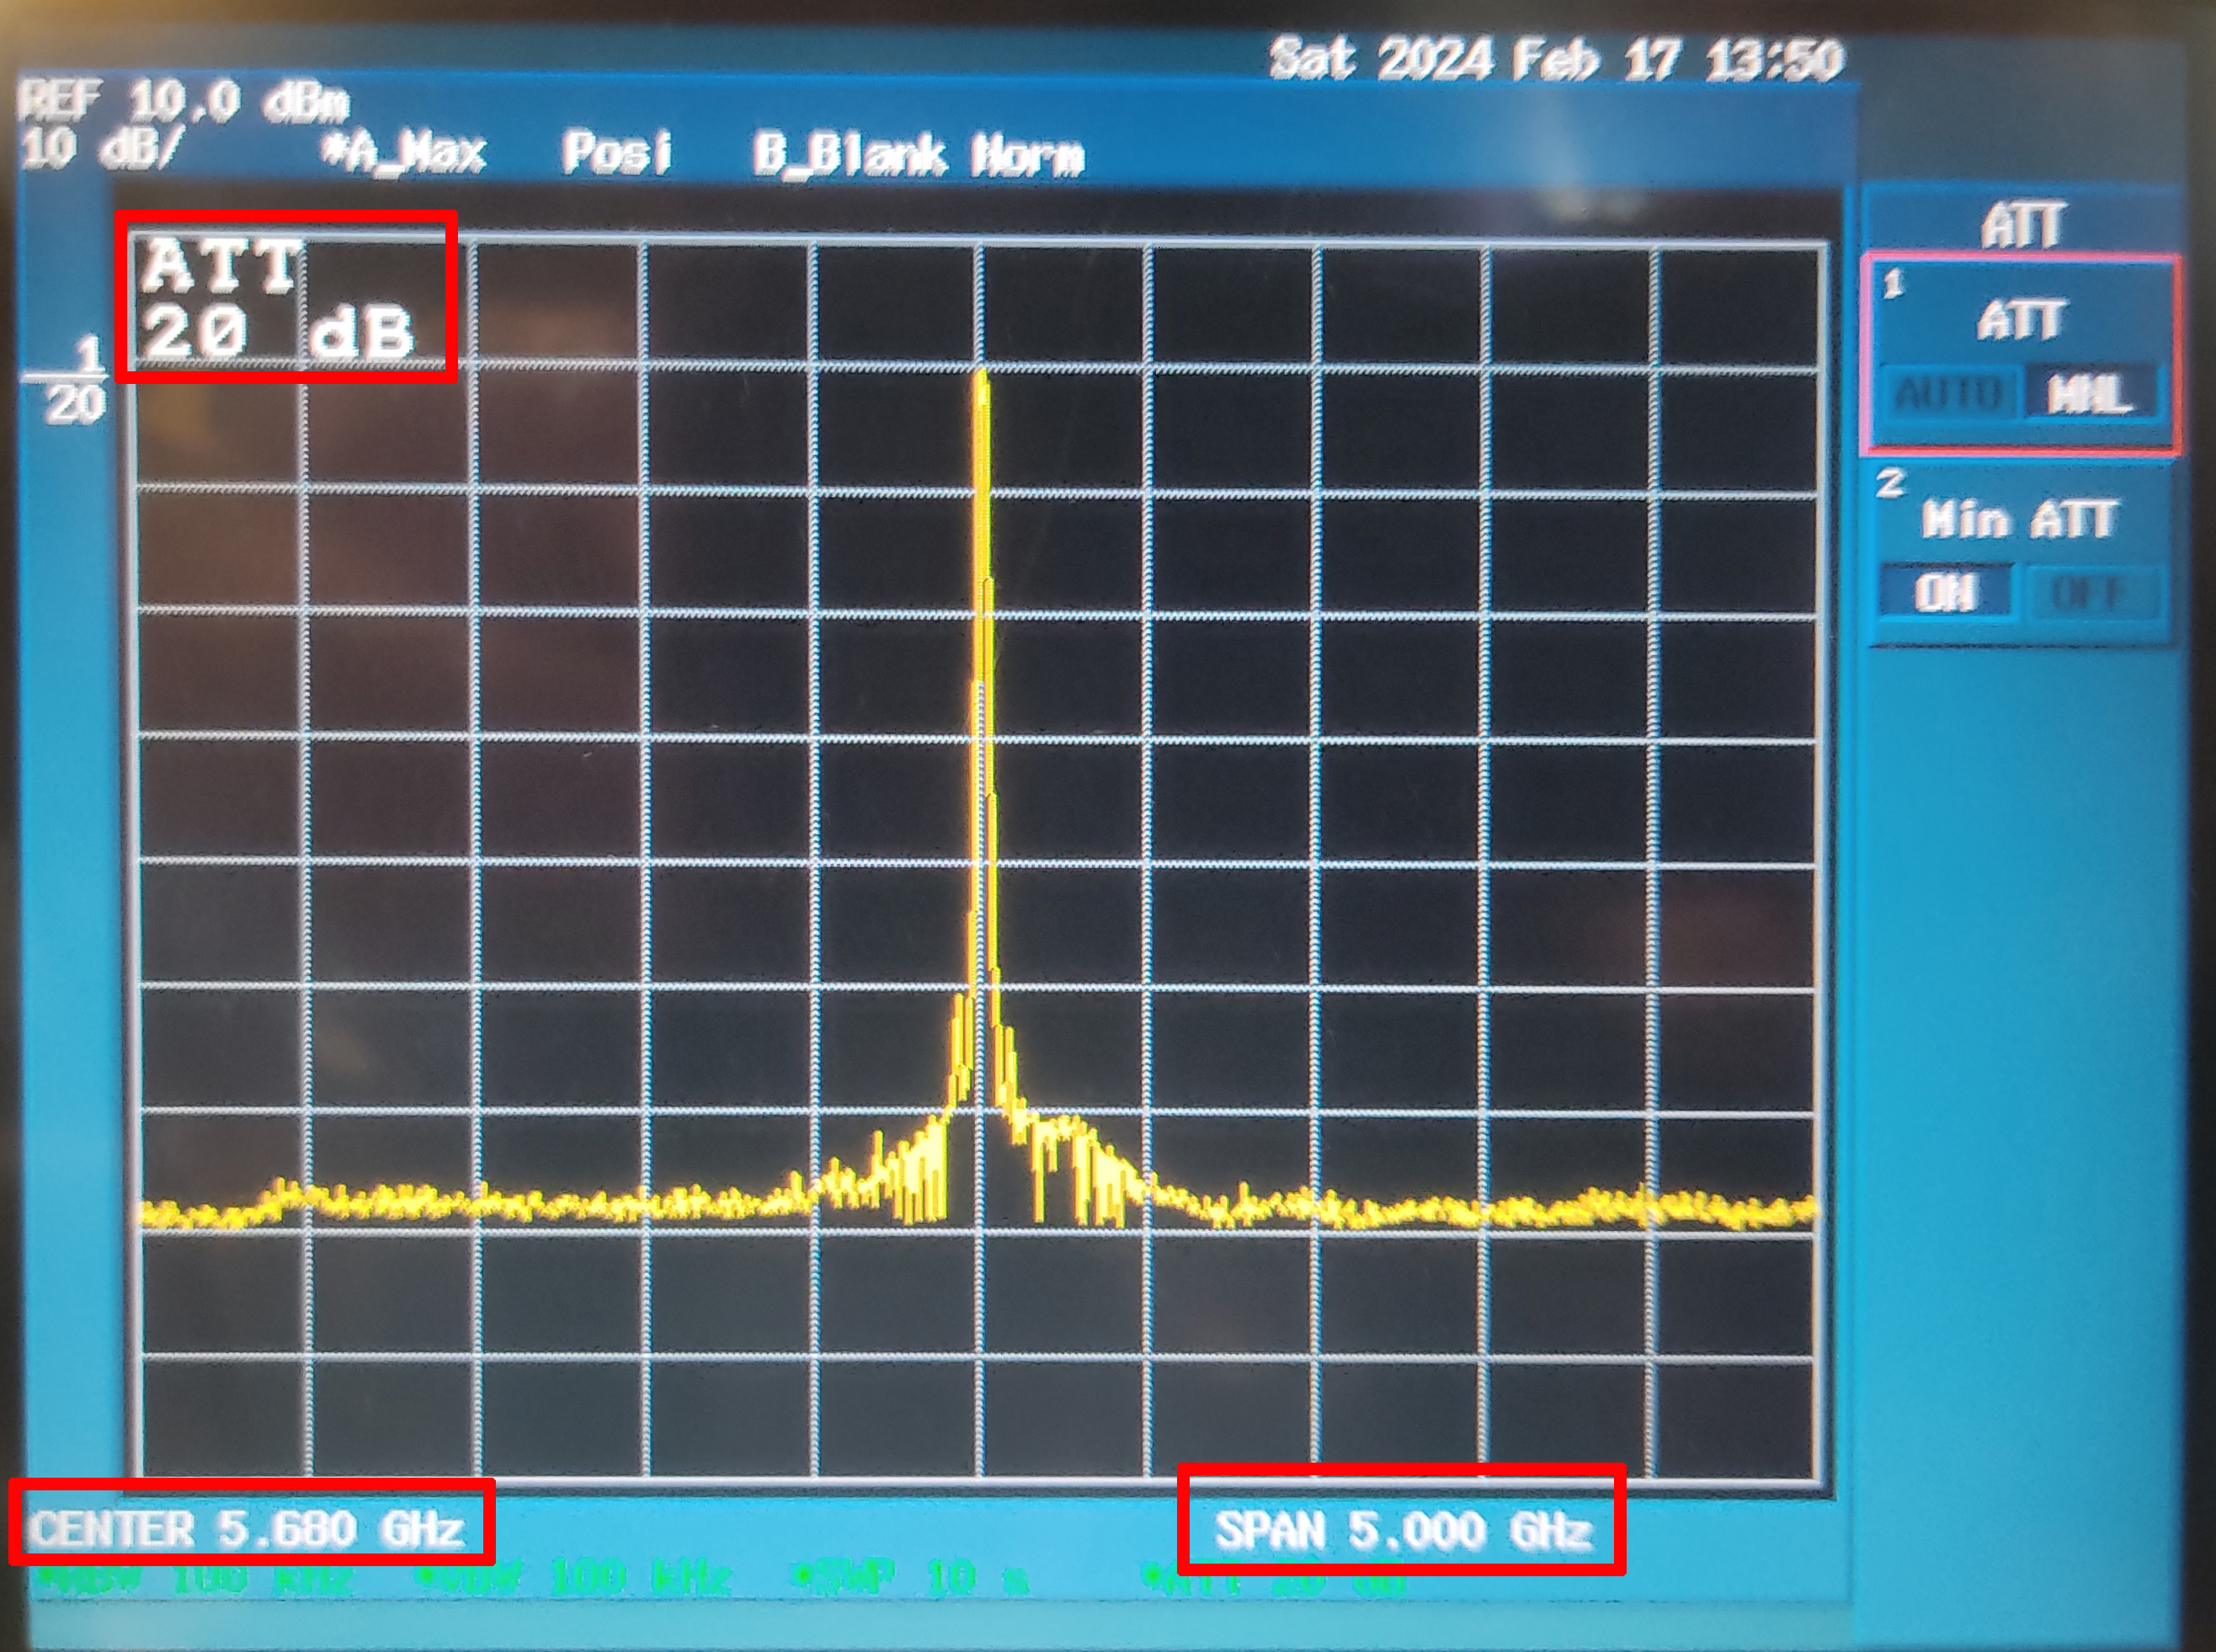 Sat 2024 Feb 17 13:50
REF 10.0 dBm
10 dB/ *A_Max Posi B_Blank Norm
ATT
20 dB
1
20
ATT
1
ATT
AUTO MNL
2
Min ATT
ON OFF
CENTER 5.680 GHz SPAN 5.000 GHz
*RBW 100 kHz *VBW 100 kHz *SWP 10 s *ATT 20 dB